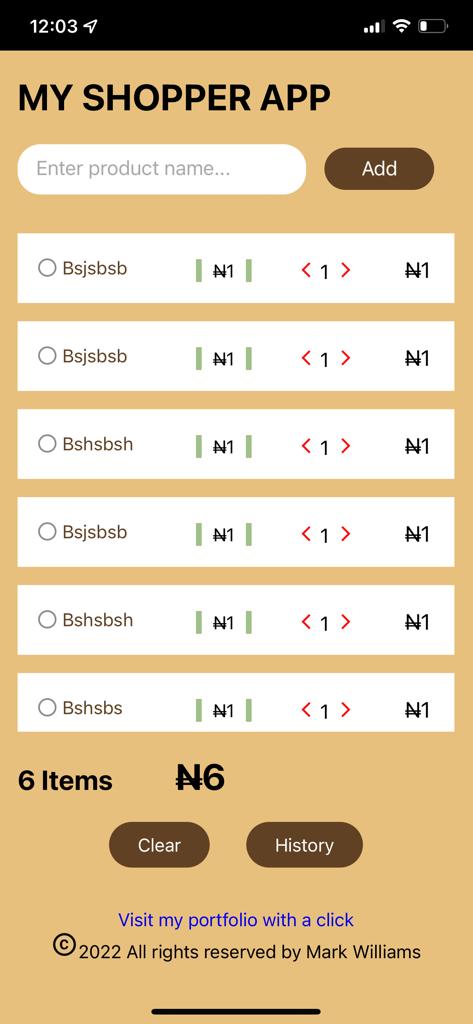 12:03
MY SHOPPER APP
Enter product name... Add
Bsjsbsb ₦1 < 1 > ₦1
Bsjsbsb ₦1 < 1 > ₦1
Bshsbsh ₦1 < 1 > ₦1
Bsjsbsb ₦1 < 1 > ₦1
Bshsbsh ₦1 < 1 > ₦1
Bshsbs ₦1 < 1 > ₦1
6 Items ₦6
Clear History
Visit my portfolio with a click
© 2022 All rights reserved by Mark Williams